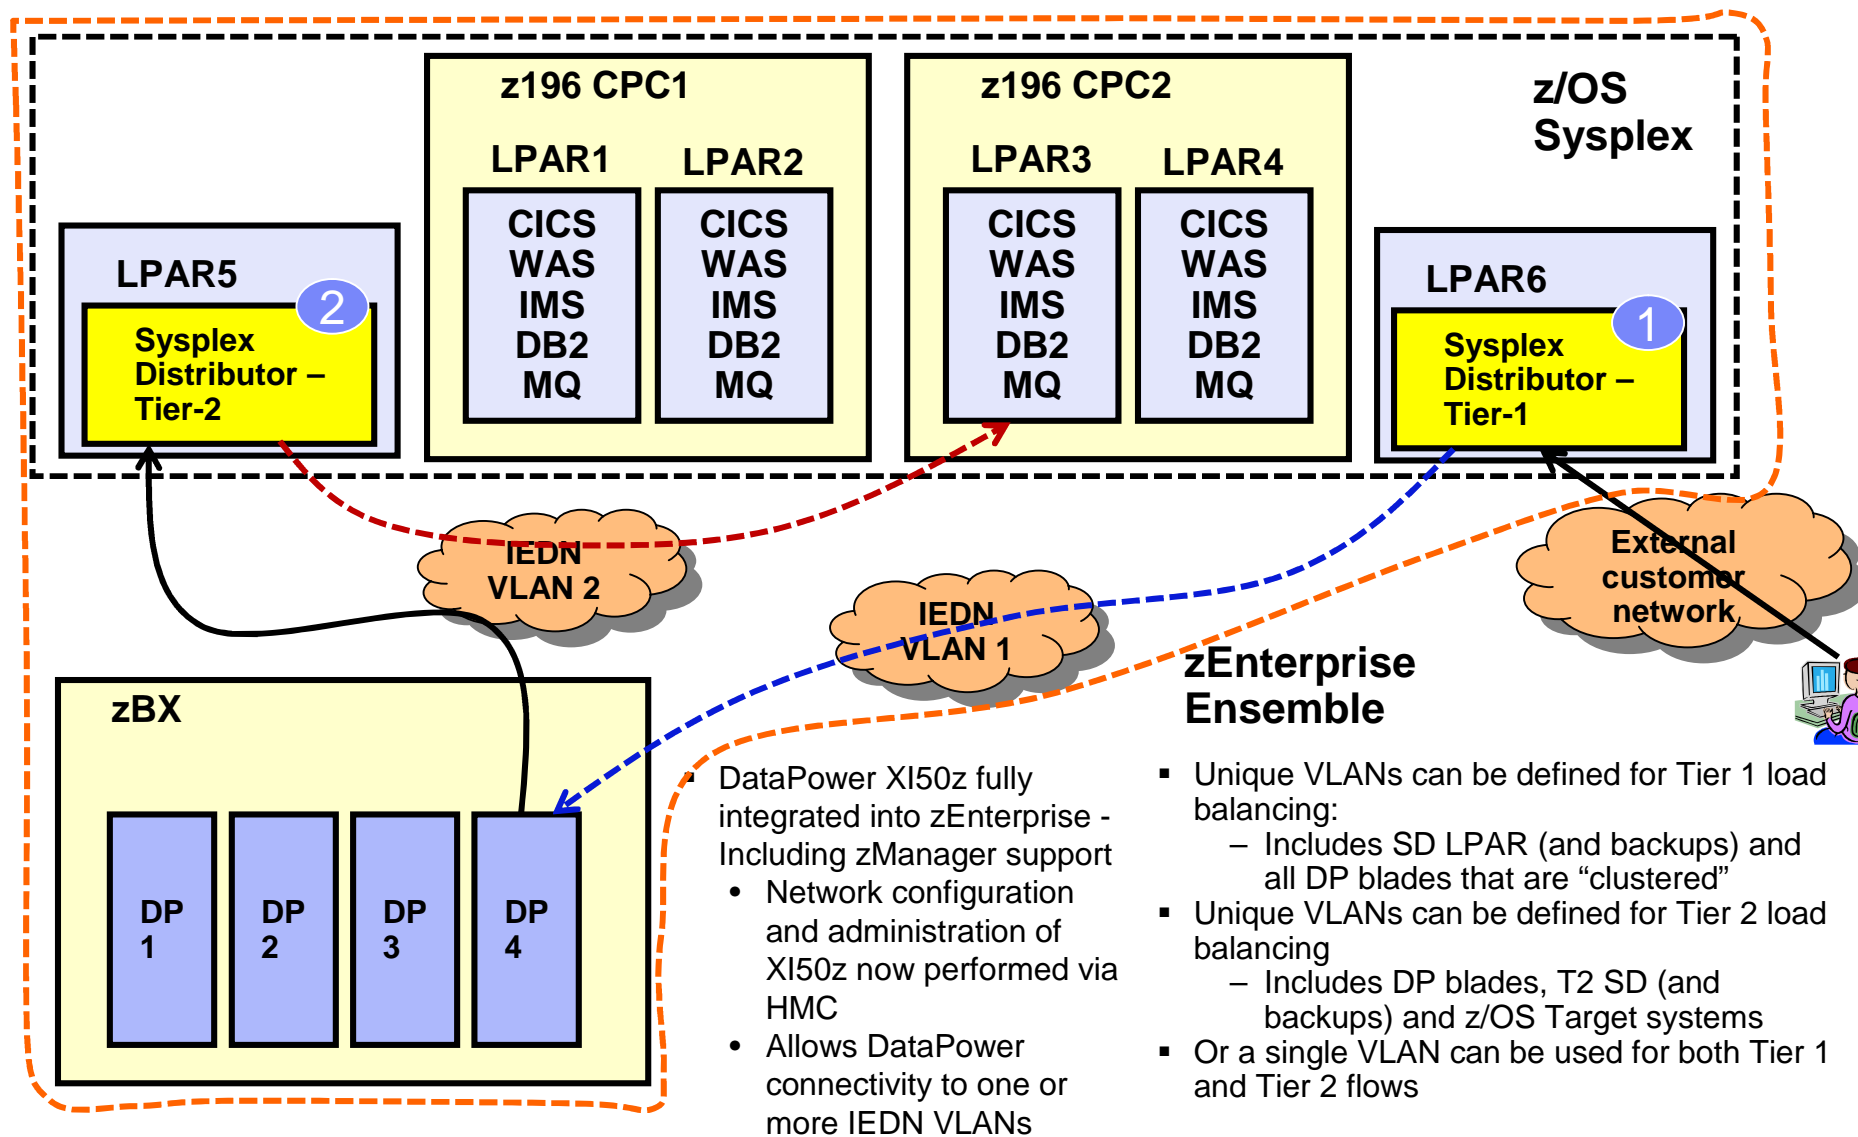 z196 CPC1
z196 CPC2
z/OS
Sysplex
LPAR1
LPAR2
LPAR3
LPAR4
CICS
WAS
IMS
DB2
MQ
CICS
WAS
IMS
DB2
MQ
CICS
WAS
IMS
DB2
MQ
CICS
WAS
IMS
DB2
MQ
LPAR5
2
Sysplex
Distributor –
Tier-2
LPAR6
1
Sysplex
Distributor –
Tier-1
IEDN
VLAN 2
IEDN
VLAN 1
External
customer
network
zEnterprise
Ensemble
zBX
DP
1
DP
2
DP
3
DP
4
▪ DataPower XI50z fully
integrated into zEnterprise -
Including zManager support
• Network configuration
and administration of
XI50z now performed via
HMC
• Allows DataPower
connectivity to one or
more IEDN VLANs
▪ Unique VLANs can be defined for Tier 1 load
balancing:
– Includes SD LPAR (and backups) and
all DP blades that are “clustered”
▪ Unique VLANs can be defined for Tier 2 load
balancing
– Includes DP blades, T2 SD (and
backups) and z/OS Target systems
▪ Or a single VLAN can be used for both Tier 1
and Tier 2 flows